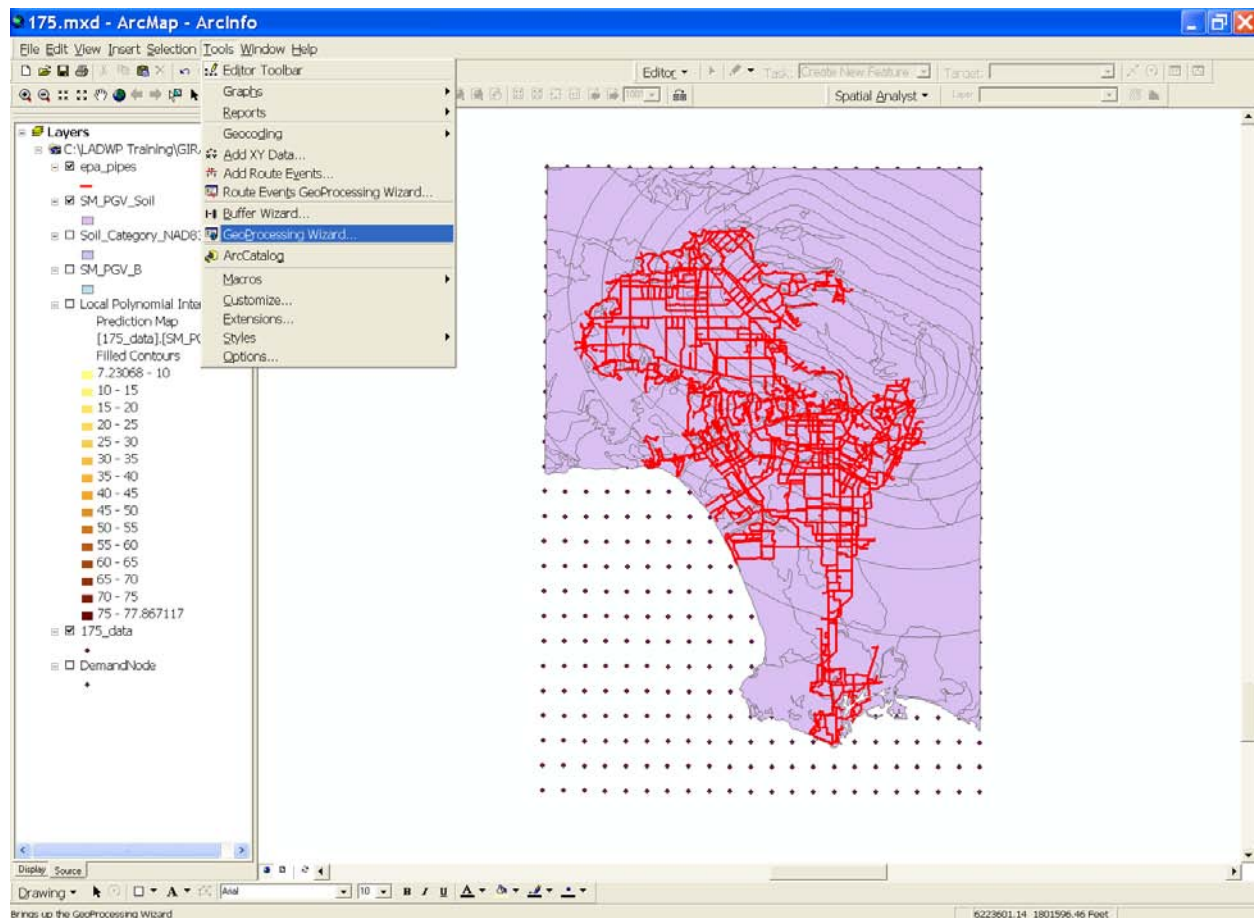 175.mxd - ArcMap - ArcInfo
File Edit View Insert Selection Tools Window Help
Editor Toolbar
Graphs
Reports
Geocoding
Add XY Data...
Add Route Events...
Route Events GeoProcessing Wizard...
Buffer Wizard...
GeoProcessing Wizard...
ArcCatalog
Macros
Customize...
Extensions...
Styles
Options...
Editor
Task: Create New Feature
Target:
Spatial Analyst
Layer:
Layers
C:\LADWP Training\GIR
epa_pipes
SM_PGV_Soil
Soil_Category_NAD83
SM_PGV_B
Local Polynomial Inte
Prediction Map
[175_data].[SM_PG
Filled Contours
7.23068 - 10
10 - 15
15 - 20
20 - 25
25 - 30
30 - 35
35 - 40
40 - 45
45 - 50
50 - 55
55 - 60
60 - 65
65 - 70
70 - 75
75 - 77.867117
175_data
DemandNode
Display Source
Drawing
A
Arial
10
B I U A
Brings up the GeoProcessing Wizard
6223601.14 1801596.46 Feet